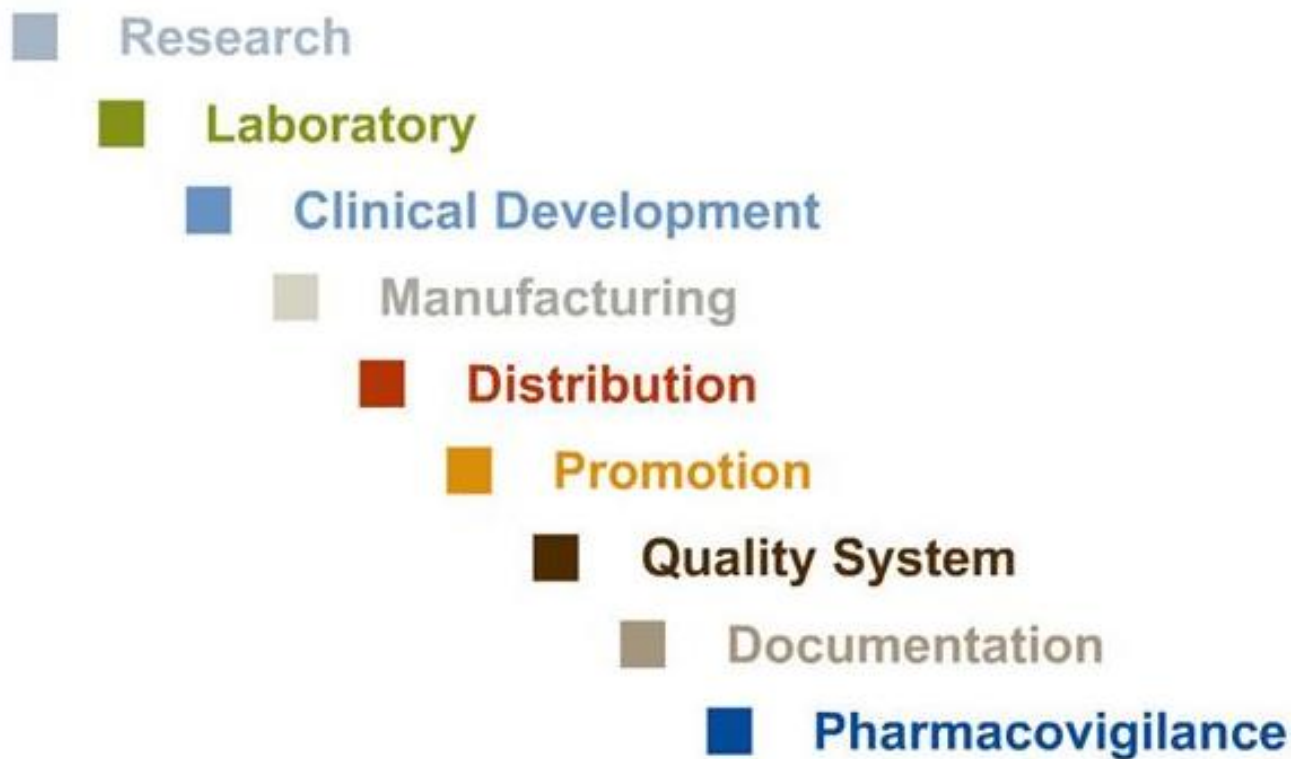 Research
Laboratory
Clinical Development
Manufacturing
Distribution
Promotion
Quality System
Documentation
Pharmacovigilance